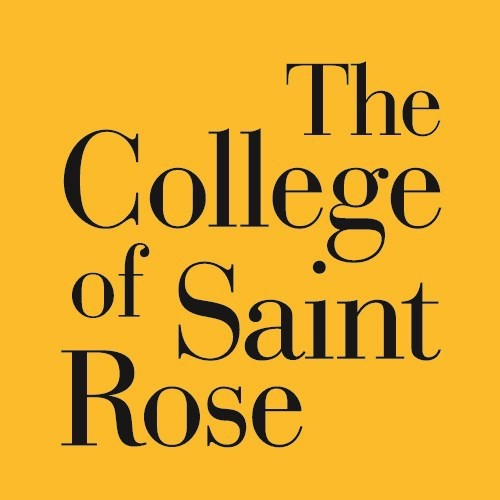 The
College
of Saint
Rose